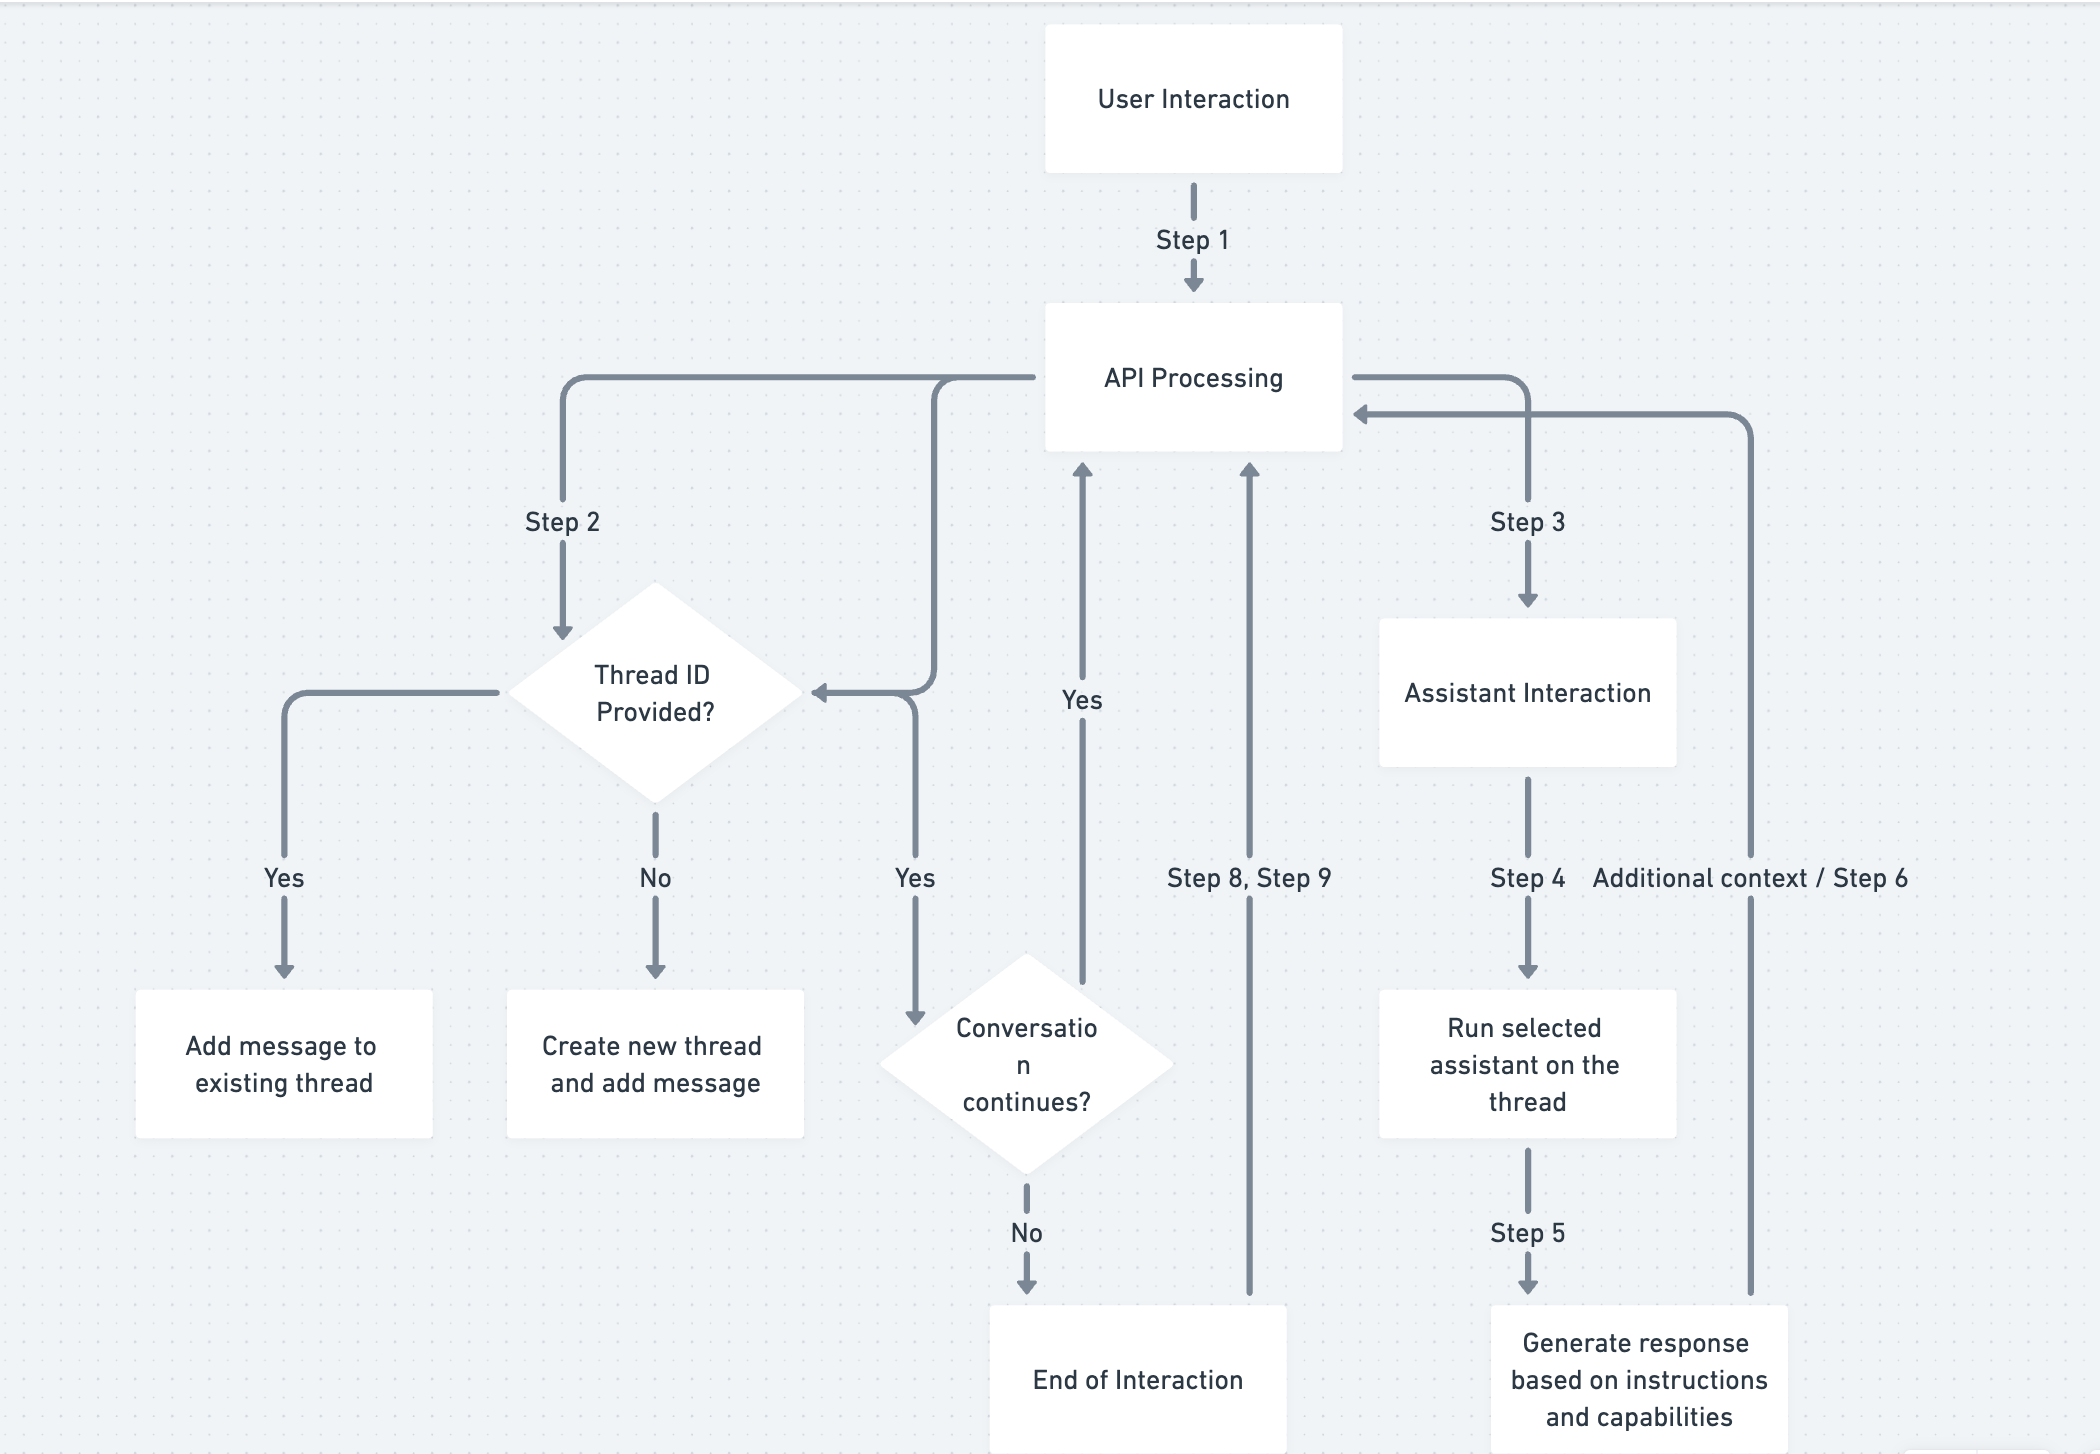 User Interaction
Step 1
API Processing
Step 2
Step 3
Thread ID
Provided?
Yes
Assistant Interaction
Yes
No
Yes
Step 8, Step 9
Step 4
Additional context / Step 6
Add message to
existing thread
Create new thread
and add message
Conversatio
n
continues?
Run selected
assistant on the
thread
No
Step 5
End of Interaction
Generate response
based on instructions
and capabilities